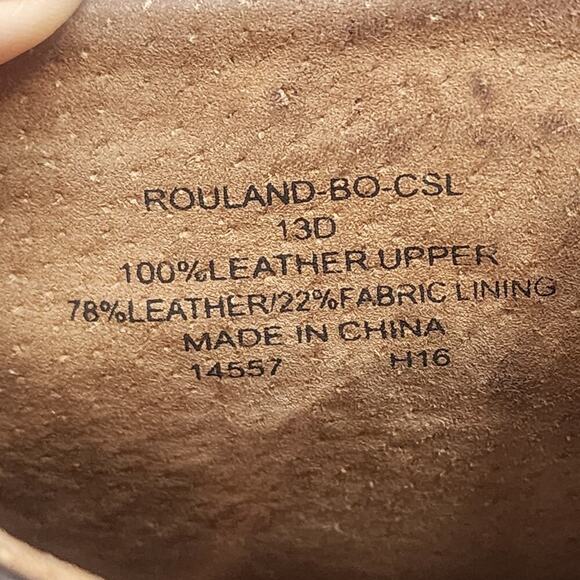 ROULAND-BO-CSL
13D
100%LEATHER UPPER
78%LEATHER/22%FABRIC LINING
MADE IN CHINA
14557 H16